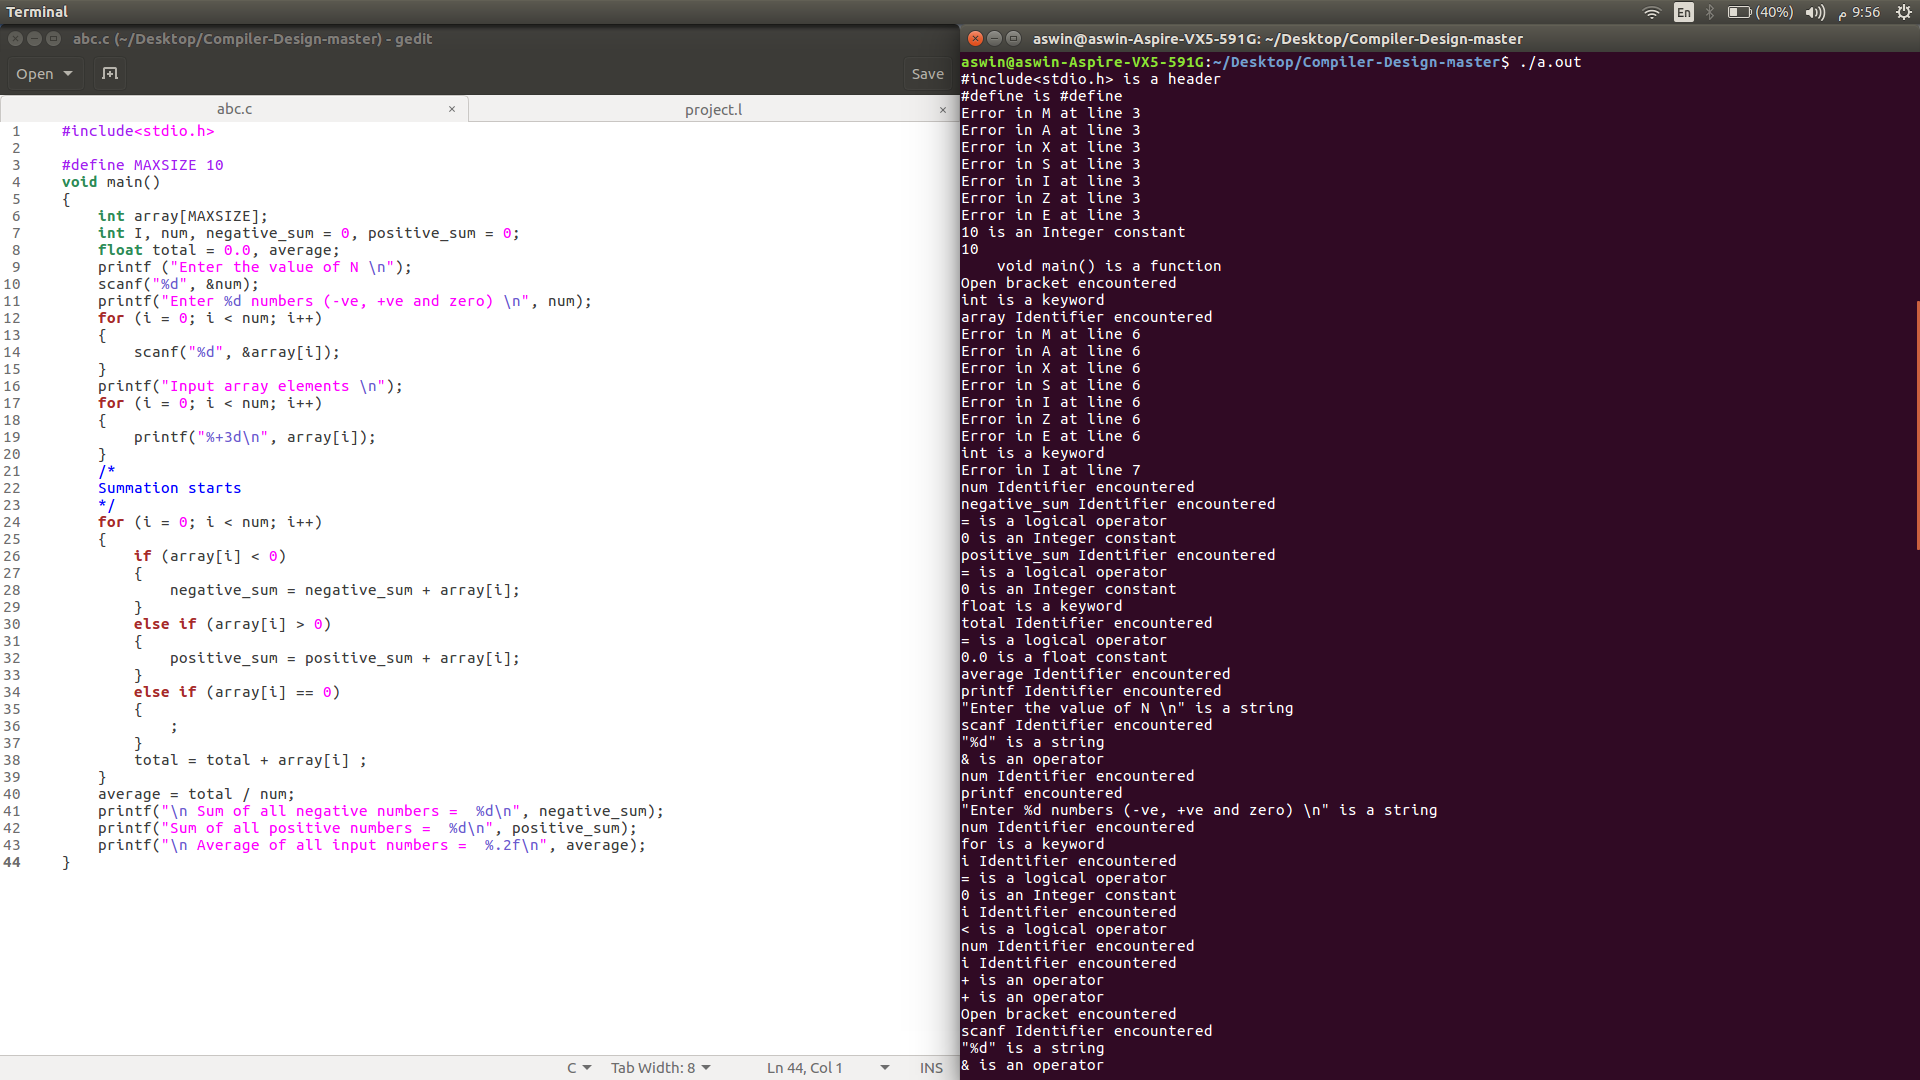 Terminal
En (40%) م 9:56
abc.c (~/Desktop/Compiler-Design-master) - gedit
Open Save
abc.c × project.l ×
1 #include<stdio.h>
2
3 #define MAXSIZE 10
4 void main()
5 {
6 int array[MAXSIZE];
7 int I, num, negative_sum = 0, positive_sum = 0;
8 float total = 0.0, average;
9 printf ("Enter the value of N \n");
10 scanf("%d", &num);
11 printf("Enter %d numbers (-ve, +ve and zero) \n", num);
12 for (i = 0; i < num; i++)
13 {
14 scanf("%d", &array[i]);
15 }
16 printf("Input array elements \n");
17 for (i = 0; i < num; i++)
18 {
19 printf("%+3d\n", array[i]);
20 }
21 /*
22 Summation starts
23 */
24 for (i = 0; i < num; i++)
25 {
26 if (array[i] < 0)
27 {
28 negative_sum = negative_sum + array[i];
29 }
30 else if (array[i] > 0)
31 {
32 positive_sum = positive_sum + array[i];
33 }
34 else if (array[i] == 0)
35 {
36 ;
37 }
38 total = total + array[i] ;
39 }
40 average = total / num;
41 printf("\n Sum of all negative numbers =  %d\n", negative_sum);
42 printf("Sum of all positive numbers =  %d\n", positive_sum);
43 printf("\n Average of all input numbers =  %.2f\n", average);
44 }
C Tab Width: 8 Ln 44, Col 1 INS
aswin@aswin-Aspire-VX5-591G: ~/Desktop/Compiler-Design-master
aswin@aswin-Aspire-VX5-591G:~/Desktop/Compiler-Design-master$ ./a.out
#include<stdio.h> is a header
#define is #define
Error in M at line 3
Error in A at line 3
Error in X at line 3
Error in S at line 3
Error in I at line 3
Error in Z at line 3
Error in E at line 3
10 is an Integer constant
10
void main() is a function
Open bracket encountered
int is a keyword
array Identifier encountered
Error in M at line 6
Error in A at line 6
Error in X at line 6
Error in S at line 6
Error in I at line 6
Error in Z at line 6
Error in E at line 6
int is a keyword
Error in I at line 7
num Identifier encountered
negative_sum Identifier encountered
= is a logical operator
0 is an Integer constant
positive_sum Identifier encountered
= is a logical operator
0 is an Integer constant
float is a keyword
total Identifier encountered
= is a logical operator
0.0 is a float constant
average Identifier encountered
printf Identifier encountered
"Enter the value of N \n" is a string
scanf Identifier encountered
"%d" is a string
& is an operator
num Identifier encountered
printf encountered
"Enter %d numbers (-ve, +ve and zero) \n" is a string
num Identifier encountered
for is a keyword
i Identifier encountered
= is a logical operator
0 is an Integer constant
i Identifier encountered
< is a logical operator
num Identifier encountered
i Identifier encountered
+ is an operator
+ is an operator
Open bracket encountered
scanf Identifier encountered
"%d" is a string
& is an operator